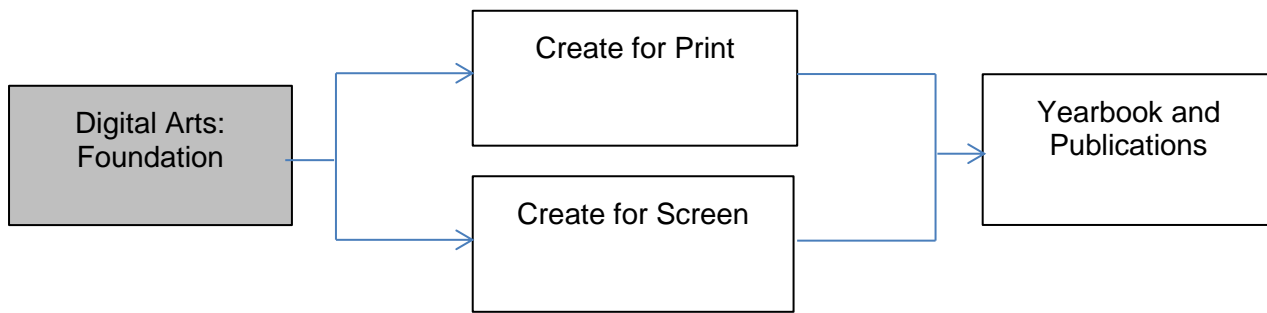 Digital Arts:
Foundation
Create for Print
Create for Screen
Yearbook and
Publications